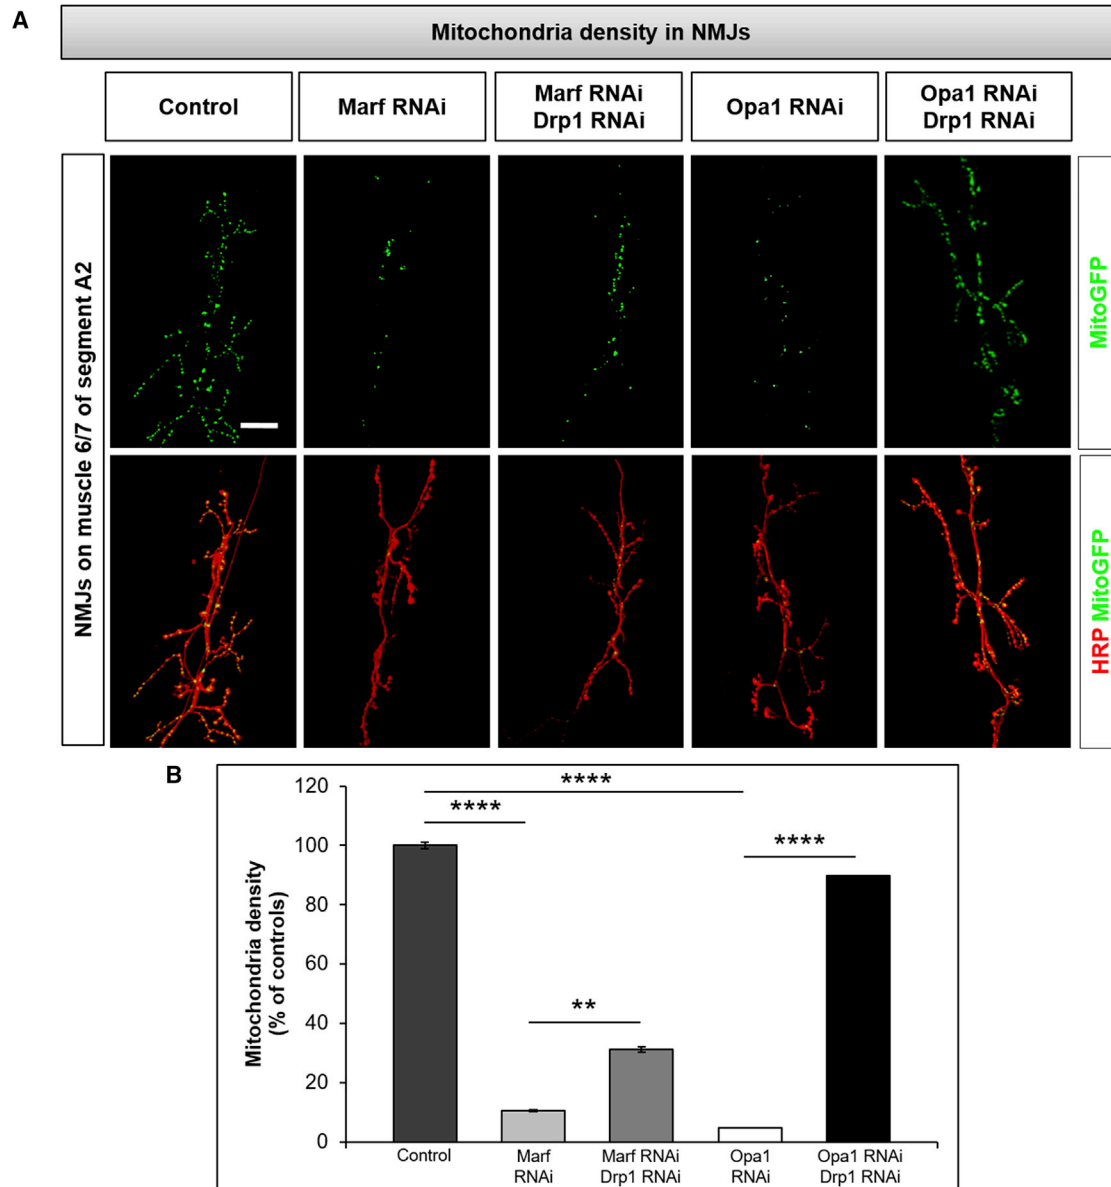 A
Mitochondria density in NMJs
Control
Marf RNAi
Marf RNAi
Drp1 RNAi
Opa1 RNAi
Opa1 RNAi
Drp1 RNAi
NMJs on muscle 6/7 of segment A2
MitoGFP
HRP MitoGFP
B
Mitochondria density
(% of controls)
120
100
80
60
40
20
0
****
****
****
**
Control
Marf
RNAi
Marf RNAi
Drp1 RNAi
Opa1
RNAi
Opa1 RNAi
Drp1 RNAi